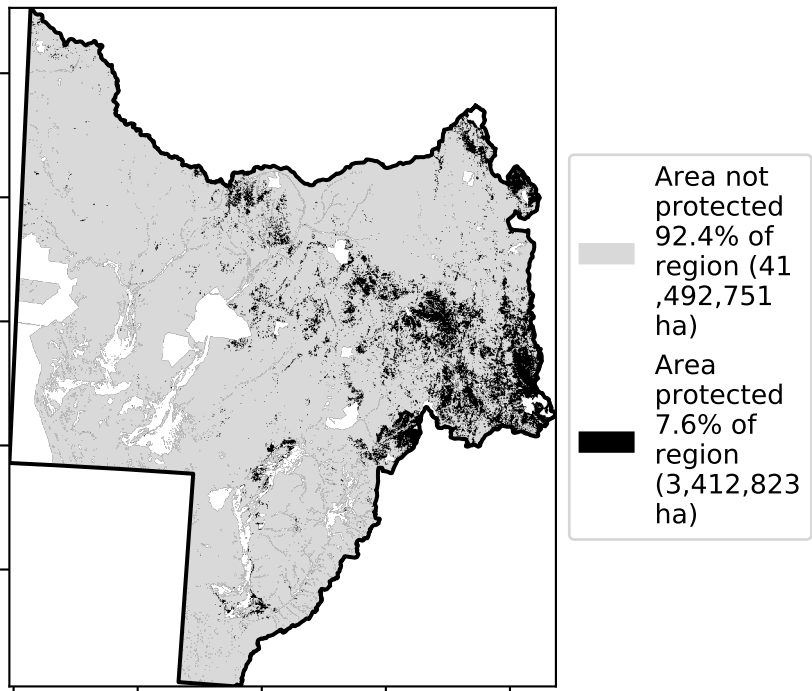 Area not
protected
92.4% of
region (41
,492,751
ha)
Area
protected
7.6% of
region
(3,412,823
ha)